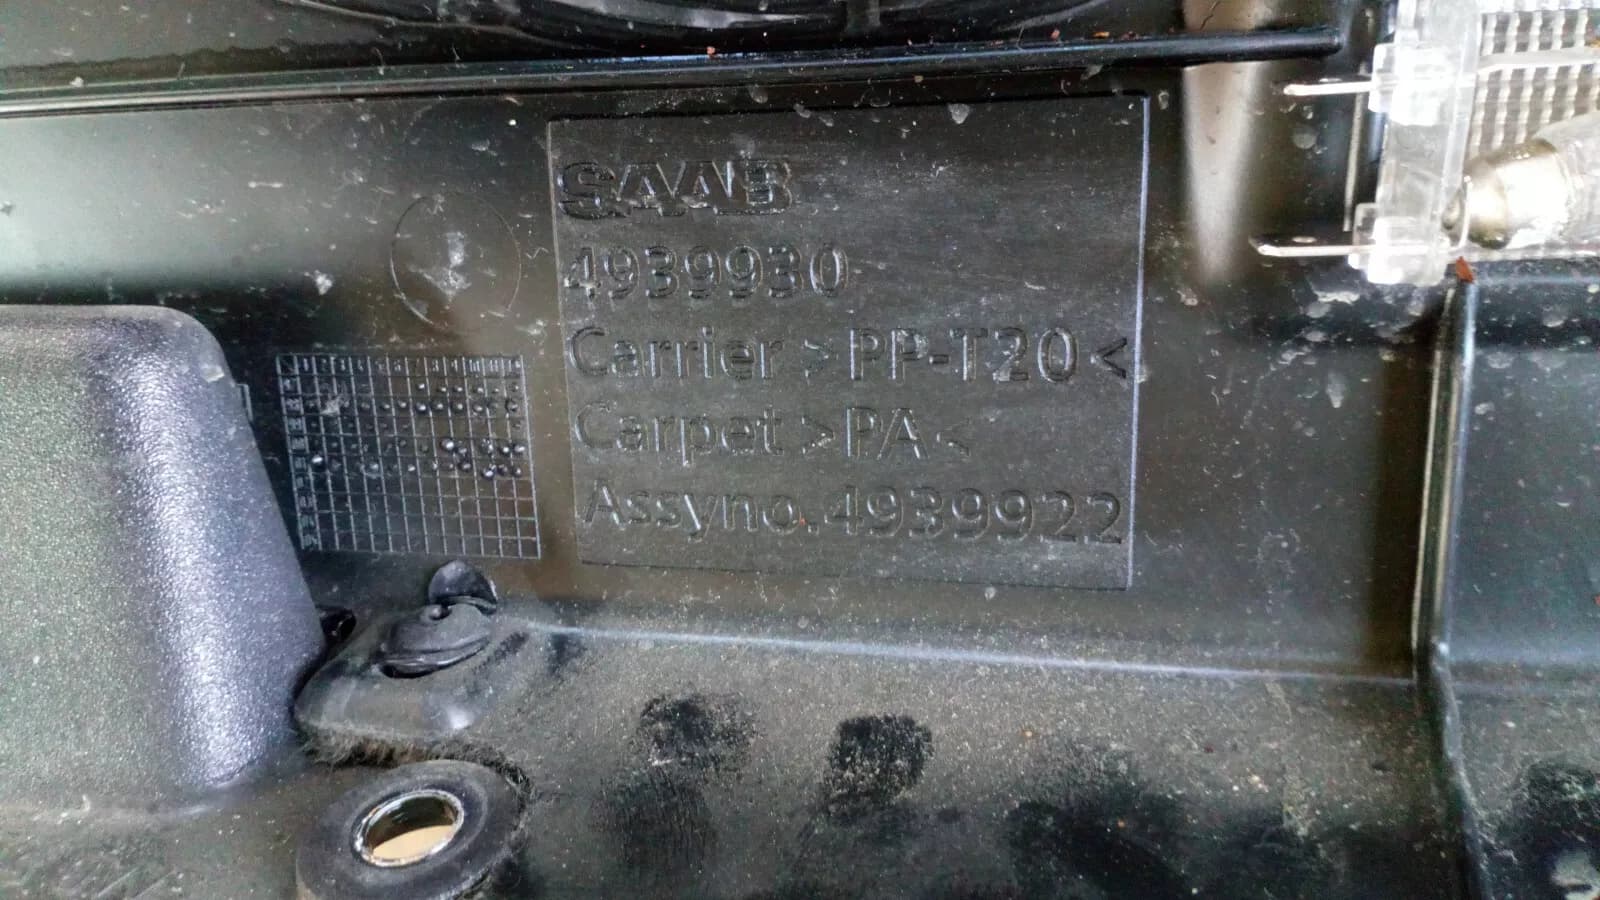 SAAB
4939930
Carrier >PP-T20<
Carpet >PA<
Assyno.4939922